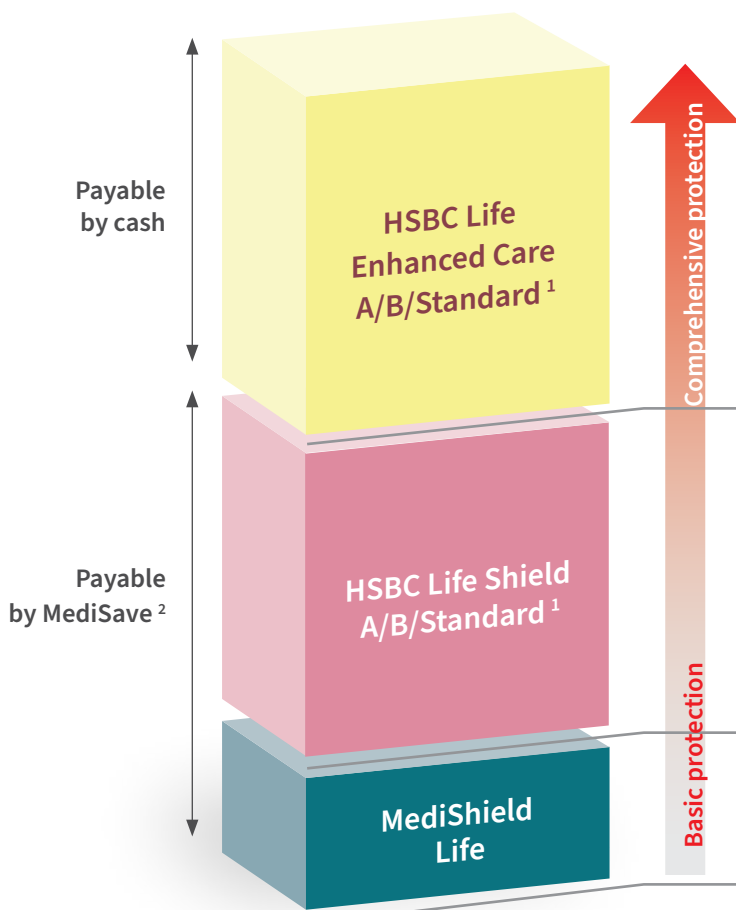 Payable
by cash
HSBC Life
Enhanced Care
A/B/Standard 1
Comprehensive protection
Payable
by MediSave 2
HSBC Life Shield
A/B/Standard 1
Basic protection
MediShield
Life